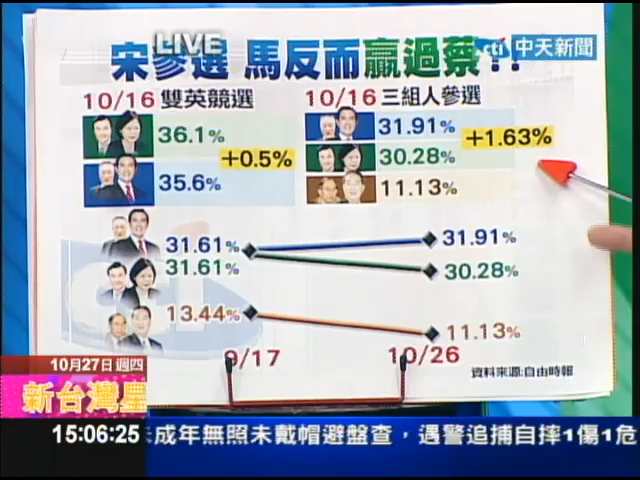 LIVE
宋參選 馬反而贏過蔡?!
cti 中天新聞
10/16 雙英競選
36.1%
+0.5%
35.6%
10/16 三組人參選
31.91%
+1.63%
30.28%
11.13%
31.61%
31.91%
31.61%
30.28%
13.44%
11.13%
9/17
10/26
資料來源:自由時報
10月27日 週四
新台灣
15:06:25
成年無照未戴帽避盤查，遇警追捕自摔1傷1危